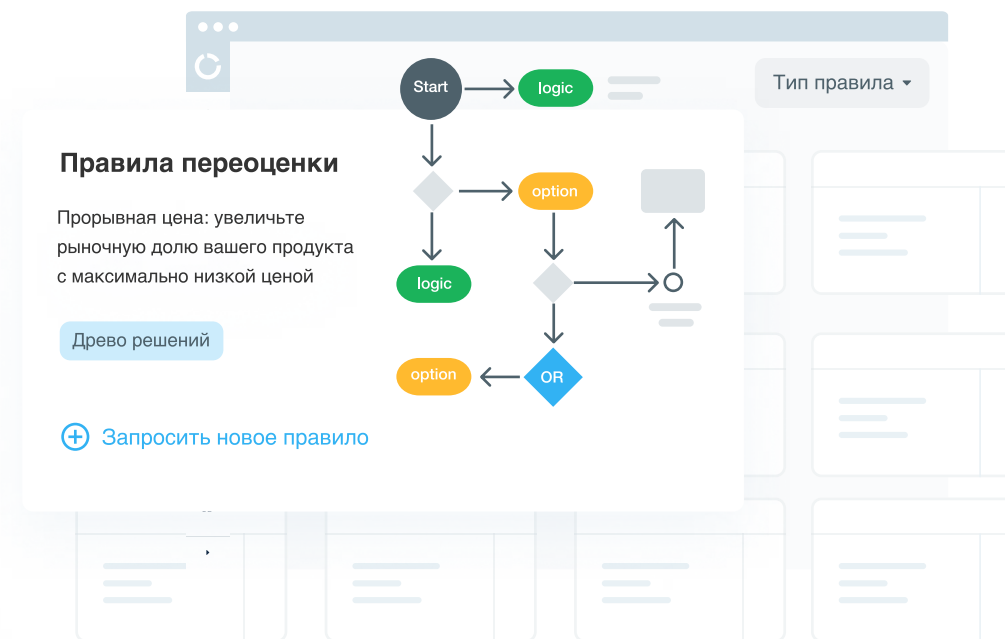 Тип правила
Start
logic
Правила переоценки
Прорывная цена: увеличьте
рыночную долю вашего продукта
с максимально низкой ценой
option
logic
Древо решений
option
OR
Запросить новое правило